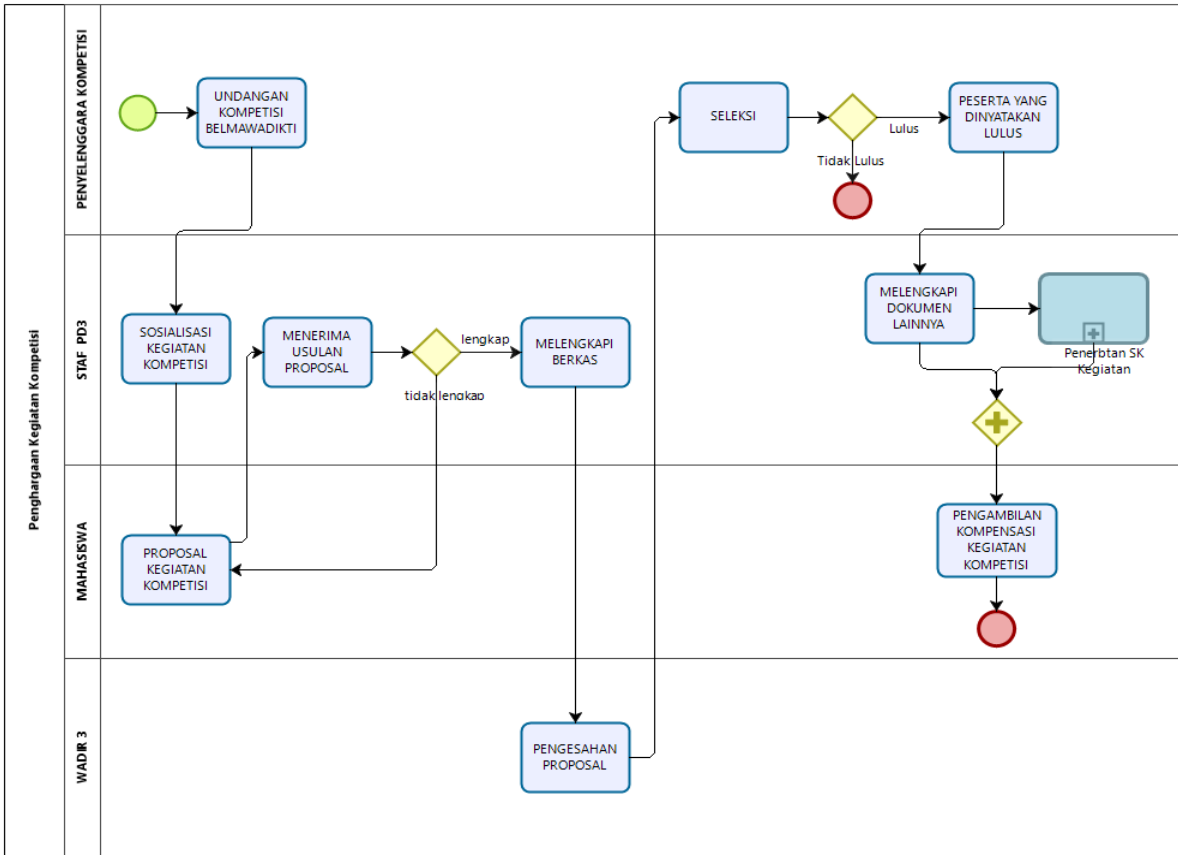 Penghargaan Kegiatan Kompetisi
PENYELENGGARA KOMPETISI
UNDANGAN
KOMPETISI
BELMAWADIKTI
SELEKSI
Lulus
Tidak Lulus
PESERTA YANG
DINYATAKAN
LULUS
STAF PD3
SOSIALISASI
KEGIATAN
KOMPETISI
MENERIMA
USULAN
PROPOSAL
lengkap
tidak lengkap
MELENGKAPI
BERKAS
MELENGKAPI
DOKUMEN
LAINNYA
Penerbtan SK
Kegiatan
MAHASISWA
PROPOSAL
KEGIATAN
KOMPETISI
PENGAMBILAN
KOMPENSASI
KEGIATAN
KOMPETISI
WADIR 3
PENGESAHAN
PROPOSAL